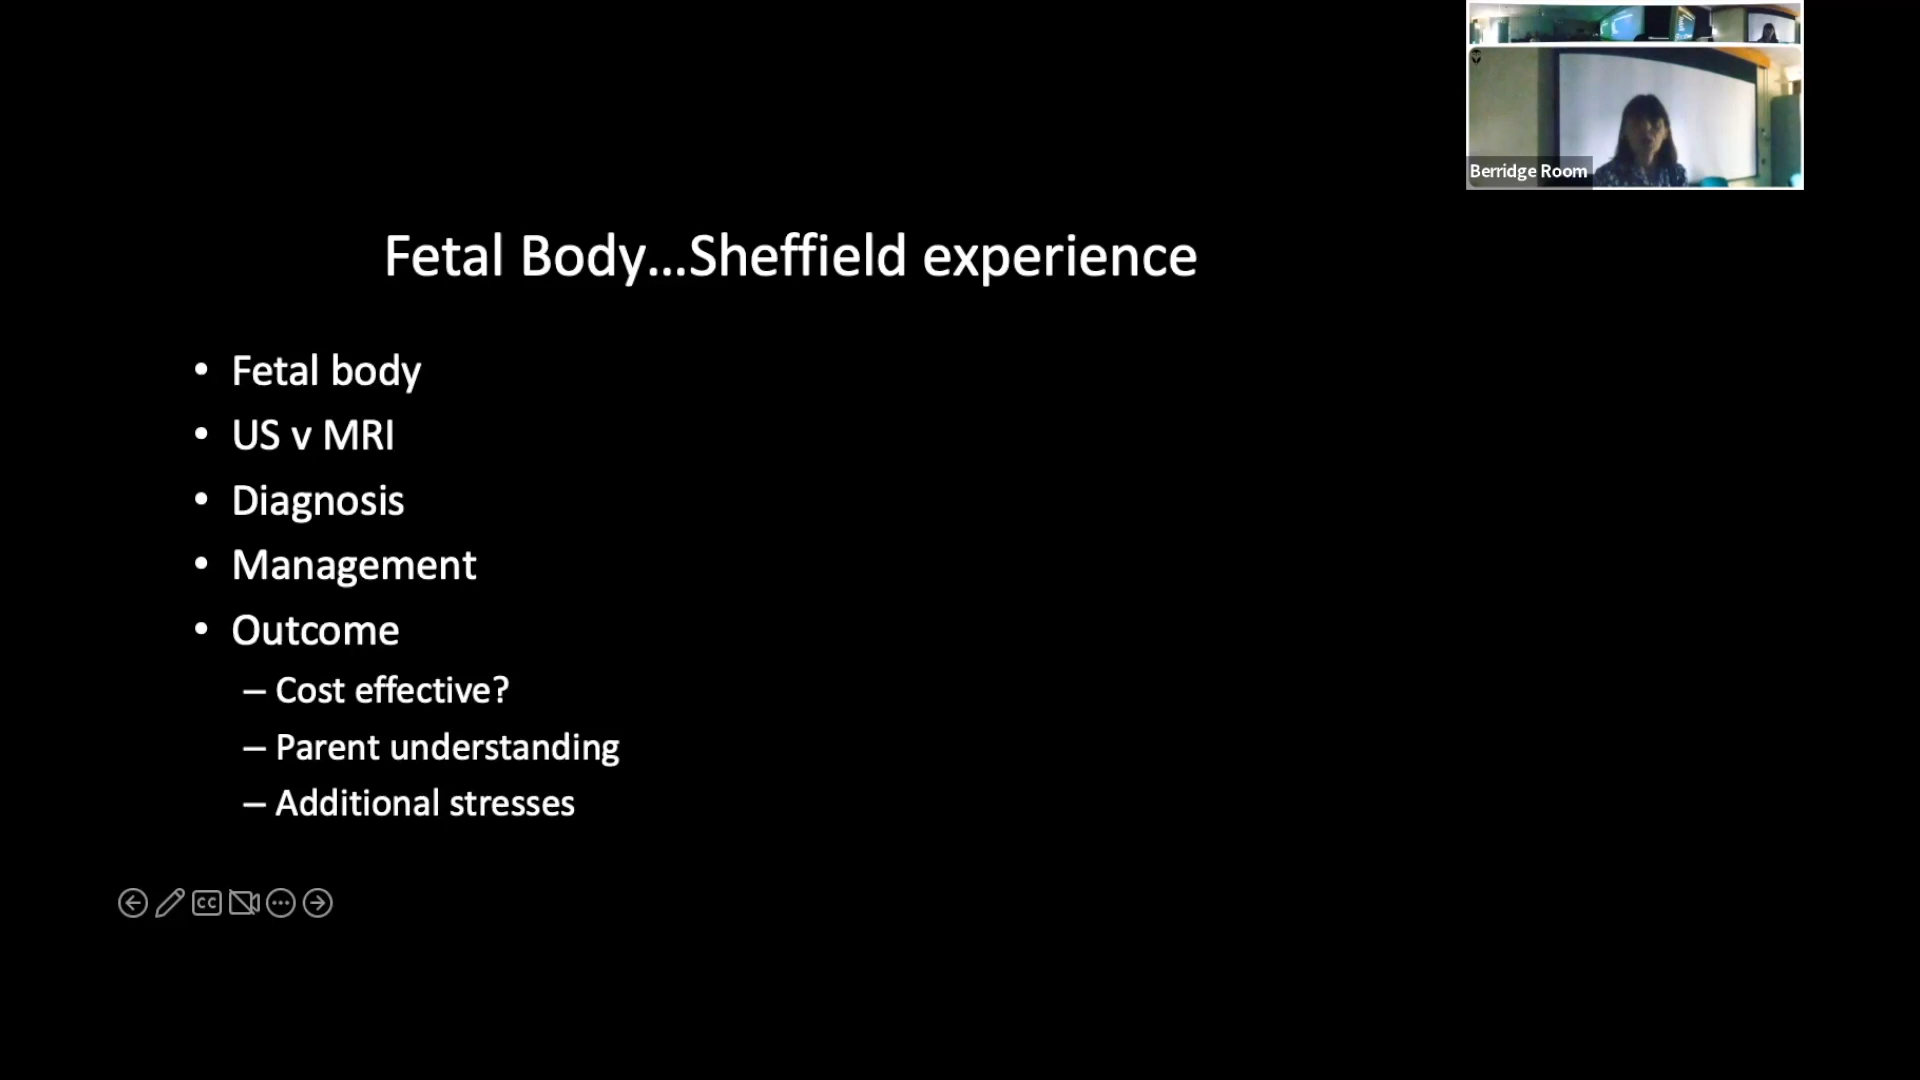 Berridge Room
Fetal Body...Sheffield experience
• Fetal body
• US v MRI
• Diagnosis
• Management
• Outcome
– Cost effective?
– Parent understanding
– Additional stresses
CC